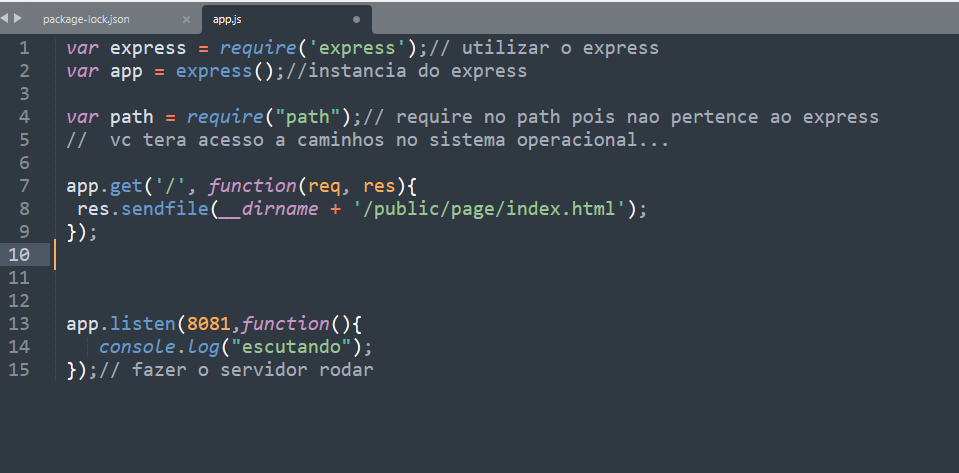 package-lock.json × app.js
1 var express = require('express');// utilizar o express
2 var app = express();//instancia do express
3
4 var path = require("path");// require no path pois nao pertence ao express
5 //  vc tera acesso a caminhos no sistema operacional...
6
7 app.get('/', function(req, res){
8  res.sendfile(__dirname + '/public/page/index.html');
9 });
10
11
12
13 app.listen(8081,function(){
14    console.log("escutando");
15 });// fazer o servidor rodar